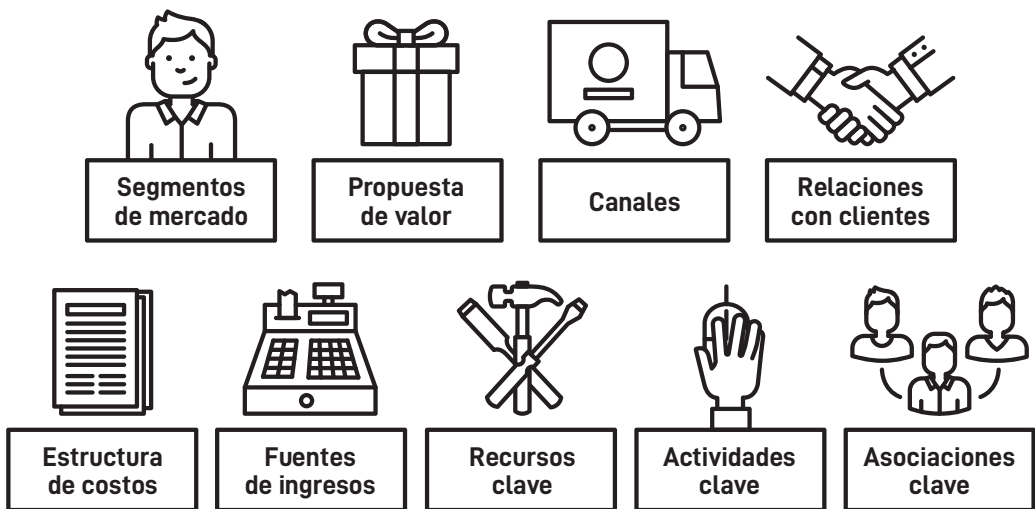 Segmentos
de mercado
Propuesta
de valor
Canales
Relaciones
con clientes
Estructura
de costos
Fuentes
de ingresos
Recursos
clave
Actividades
clave
Asociaciones
clave